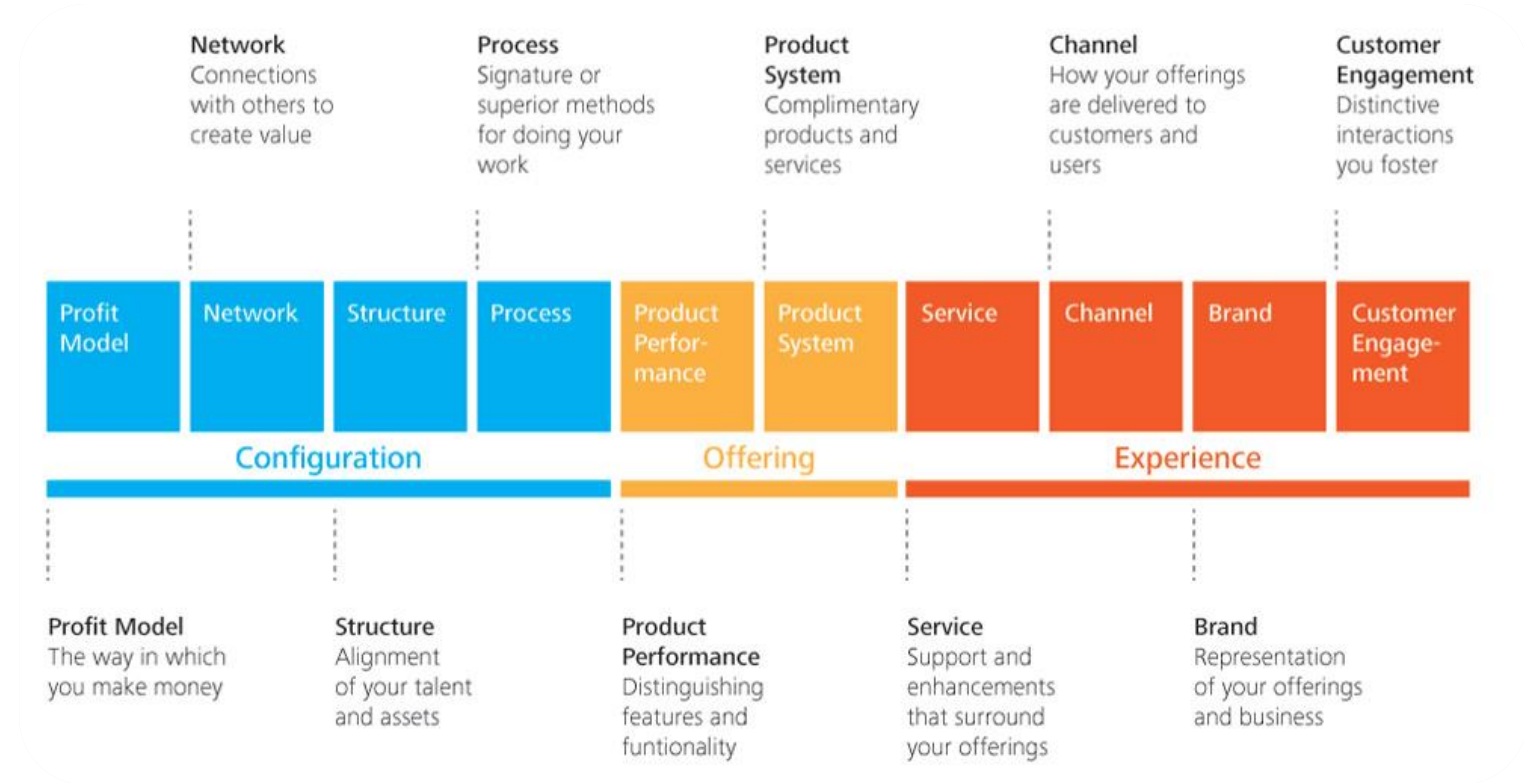 Network
Connections
with others to
create value
Process
Signature or
superior methods
for doing your
work
Product
System
Complimentary
products and
services
Channel
How your offerings
are delivered to
customers and
users
Customer
Engagement
Distinctive
interactions
you foster
Profit
Model
Network
Structure
Process
Product
Perfor-
mance
Product
System
Service
Channel
Brand
Customer
Engage-
ment
Configuration
Offering
Experience
Profit Model
The way in which
you make money
Structure
Alignment
of your talent
and assets
Product
Performance
Distinguishing
features and
funtionality
Service
Support and
enhancements
that surround
your offerings
Brand
Representation
of your offerings
and business